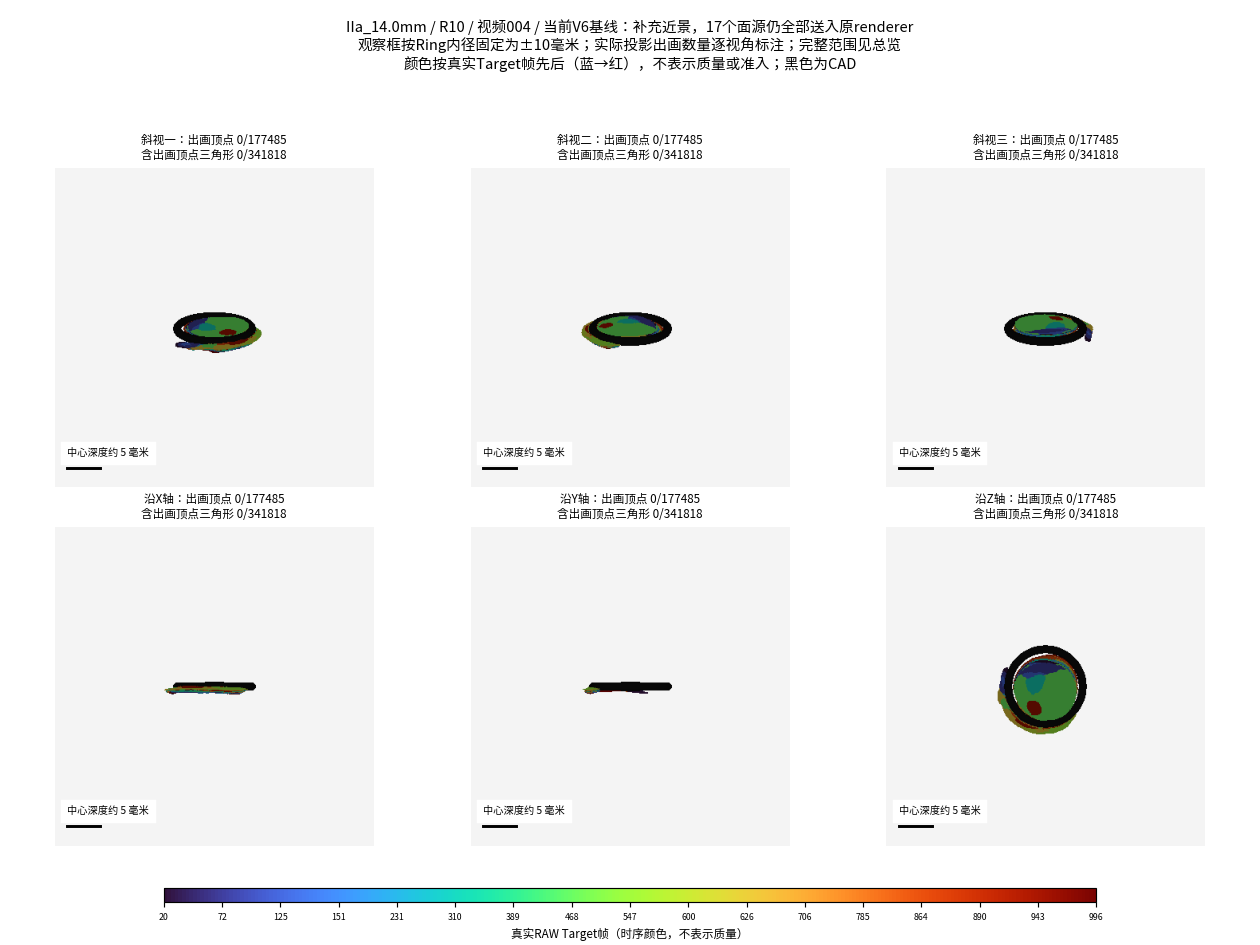 IIa_14.0mm / R10 / 视频004 / 当前V6基线：补充近景，17个面源仍全部送入原renderer
观察框按Ring内径固定为±10毫米；实际投影出画数量逐视角标注；完整范围见总览
颜色按真实Target帧先后（蓝→红），不表示质量或准入；黑色为CAD
斜视一：出画顶点 0/177485
含出画顶点三角形 0/341818
斜视二：出画顶点 0/177485
含出画顶点三角形 0/341818
斜视三：出画顶点 0/177485
含出画顶点三角形 0/341818
中心深度约 5 毫米
中心深度约 5 毫米
中心深度约 5 毫米
沿X轴：出画顶点 0/177485
含出画顶点三角形 0/341818
沿Y轴：出画顶点 0/177485
含出画顶点三角形 0/341818
沿Z轴：出画顶点 0/177485
含出画顶点三角形 0/341818
中心深度约 5 毫米
中心深度约 5 毫米
中心深度约 5 毫米
20 72 125 151 231 310 389 468 547 600 626 706 785 864 890 943 996
真实RAW Target帧（时序颜色，不表示质量）